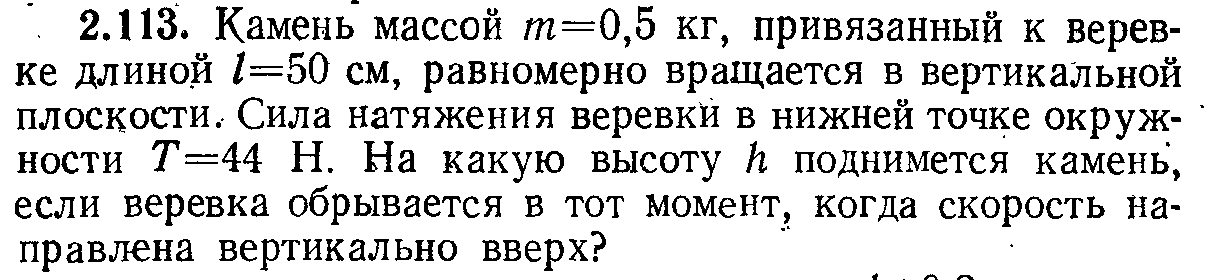 2.113. Камень массой m=0,5 кг, привязанный к верев-
ке длиной l=50 см, равномерно вращается в вертикальной
плоскости. Сила натяжения веревки в нижней точке окруж-
ности T=44 Н. На какую высоту h поднимется камень,
если веревка обрывается в тот момент, когда скорость на-
правлена вертикально вверх?